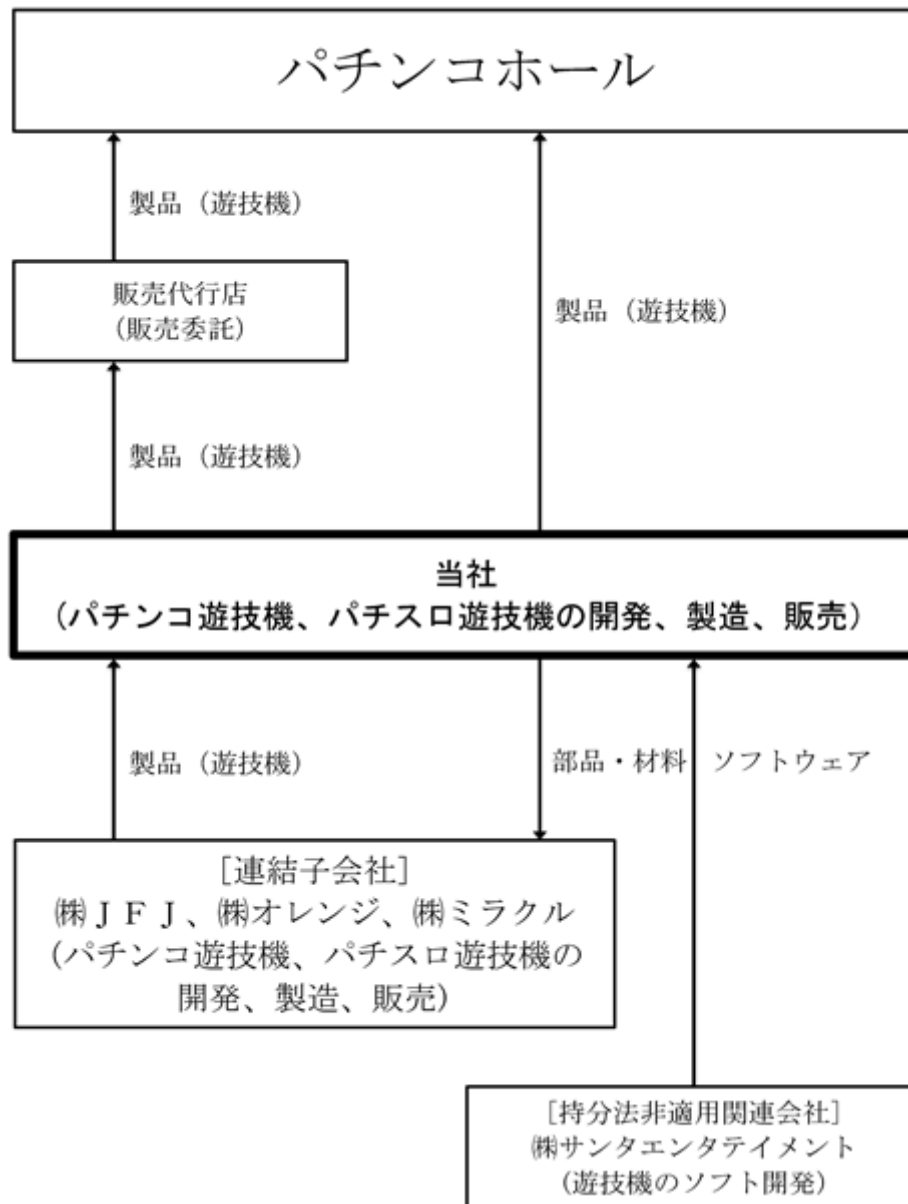 パチンコホール
製品（遊技機）
販売代行店
（販売委託）
製品（遊技機）
製品（遊技機）
当社
（パチンコ遊技機、パチスロ遊技機の開発、製造、販売）
製品（遊技機）
部品・材料
ソフトウェア
［連結子会社］
㈱ＪＦＪ、㈱オレンジ、㈱ミラクル
（パチンコ遊技機、パチスロ遊技機の
開発、製造、販売）
［持分法非適用関連会社］
㈱サンタエンタテイメント
（遊技機のソフト開発）